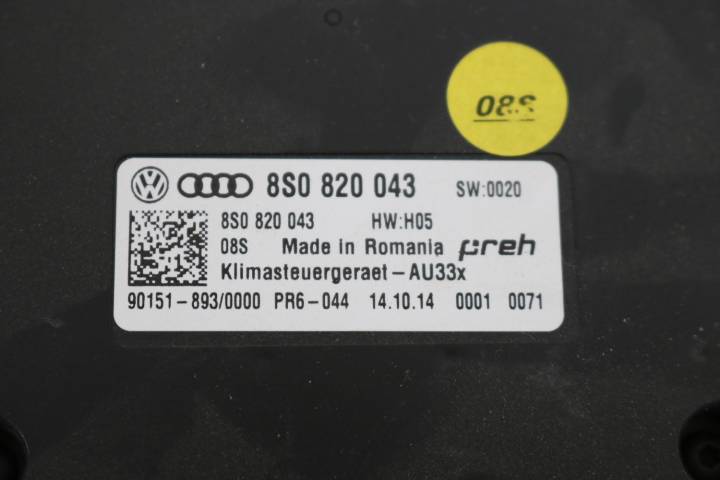 08S
8S0 820 043 SW:0020
8S0 820 043 HW:H05
08S Made in Romania preh
Klimasteuergeraet-AU33x
90151-893/0000 PR6-044 14.10.14 0001 0071